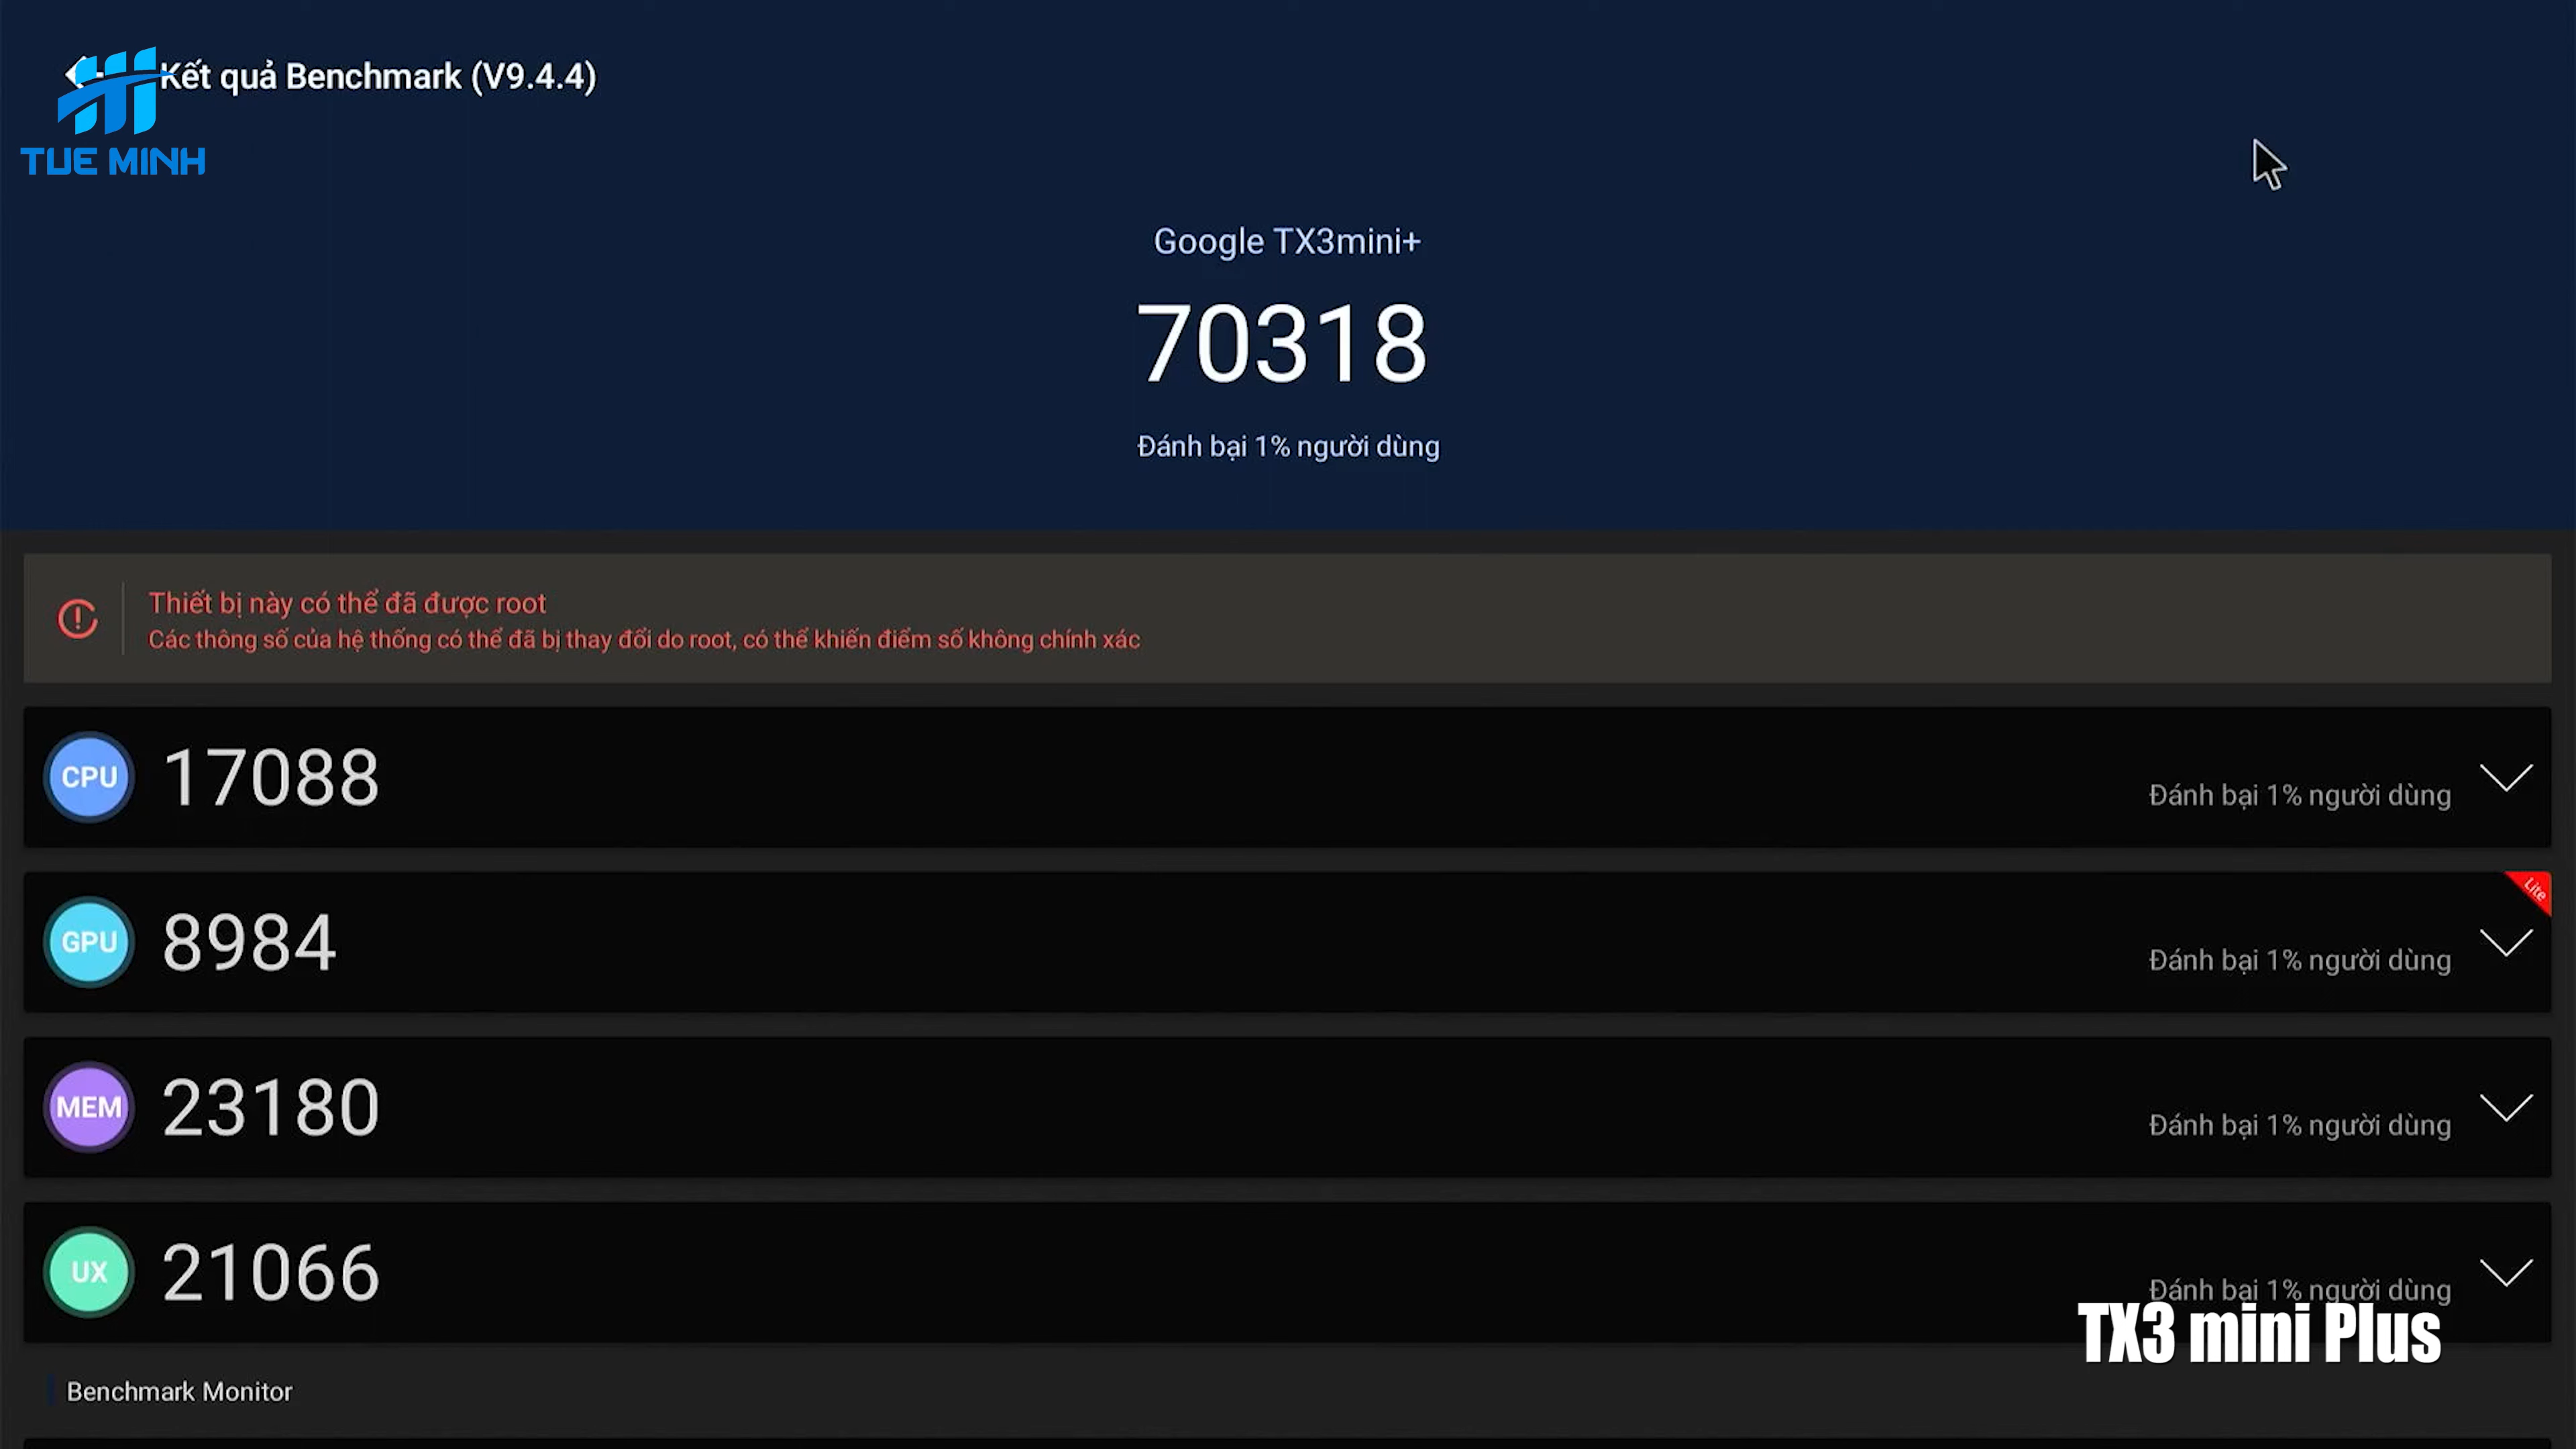 Kết quả Benchmark (V9.4.4)
TUE MINH
Google TX3mini+
70318
Đánh bại 1% người dùng
Thiết bị này có thể đã được root
Các thông số của hệ thống có thể đã bị thay đổi do root, có thể khiến điểm số không chính xác
CPU 17088 Đánh bại 1% người dùng
Lite
GPU 8984 Đánh bại 1% người dùng
MEM 23180 Đánh bại 1% người dùng
UX 21066 Đánh bại 1% người dùng
TX3 mini Plus
Benchmark Monitor